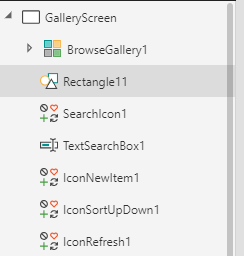 GalleryScreen
BrowseGallery1
Rectangle11
SearchIcon1
TextSearchBox1
IconNewItem1
IconSortUpDown1
IconRefresh1